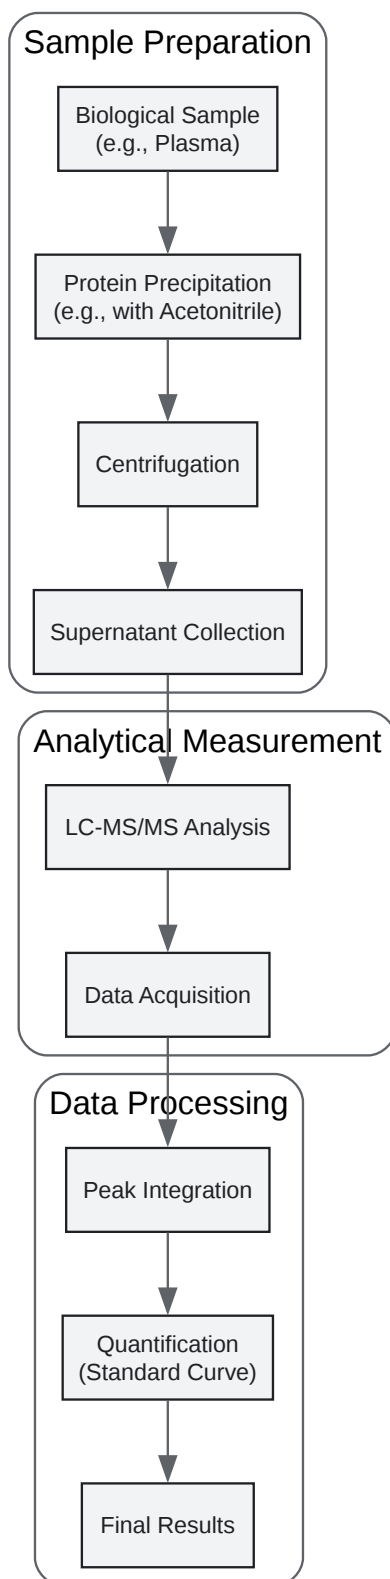 Sample Preparation
Biological Sample
(e.g., Plasma)
Protein Precipitation
(e.g., with Acetonitrile)
Centrifugation
Supernatant Collection
Analytical Measurement
LC-MS/MS Analysis
Data Acquisition
Data Processing
Peak Integration
Quantification
(Standard Curve)
Final Results